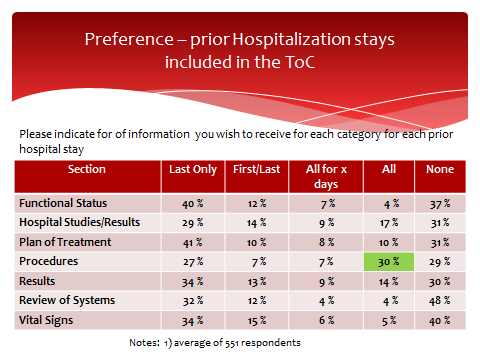 Preference – prior Hospitalization stays
included in the ToC
Please indicate for of information you wish to receive for each category for each prior
hospital stay
Section Last Only First/Last All for x All None
days
Functional Status 40 % 12 % 7 % 4 % 37 %
Hospital Studies/Results 29 % 14 % 9 % 17 % 31 %
Plan of Treatment 41 % 10 % 8 % 10 % 31 %
Procedures 27 % 7 % 7 % 30 % 29 %
Results 34 % 13 % 9 % 14 % 30 %
Review of Systems 32 % 12 % 4 % 4 % 48 %
Vital Signs 34 % 15 % 6 % 5 % 40 %
Notes: 1) average of 551 respondents